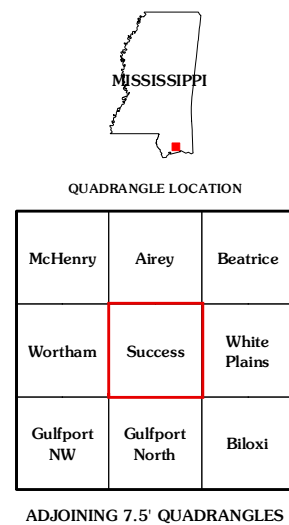 MISSISSIPPI
QUADRANGLE LOCATION
McHenry
Airey
Beatrice
Wortham
Success
White
Plains
Gulfport
NW
Gulfport
North
Biloxi
ADJOINING 7.5' QUADRANGLES